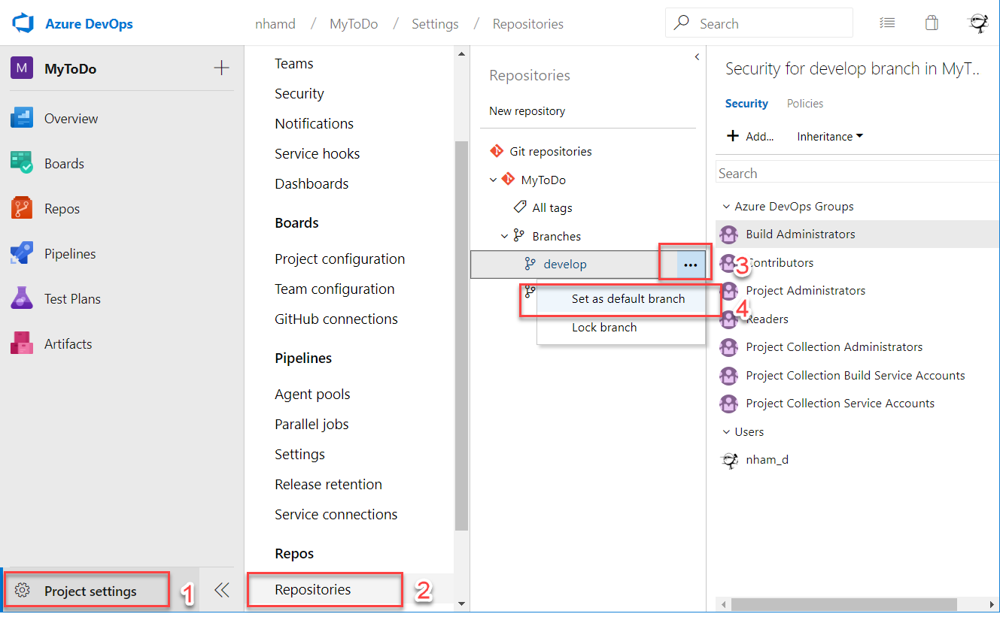 Azure DevOps
nhamd / MyToDo / Settings / Repositories
Search
M
MyToDo
Overview
Boards
Repos
Pipelines
Test Plans
Artifacts
Project settings
1
Teams
Security
Notifications
Service hooks
Dashboards
Boards
Project configuration
Team configuration
GitHub connections
Pipelines
Agent pools
Parallel jobs
Settings
Release retention
Service connections
Repos
Repositories
2
Repositories
New repository
Git repositories
MyToDo
All tags
Branches
develop
...
3
Set as default branch
4
Lock branch
Security for develop branch in MyT..
Security Policies
Add... Inheritance
Search
Azure DevOps Groups
Build Administrators
ontributors
Project Administrators
Readers
Project Collection Administrators
Project Collection Build Service Accounts
Project Collection Service Accounts
Users
nham_d